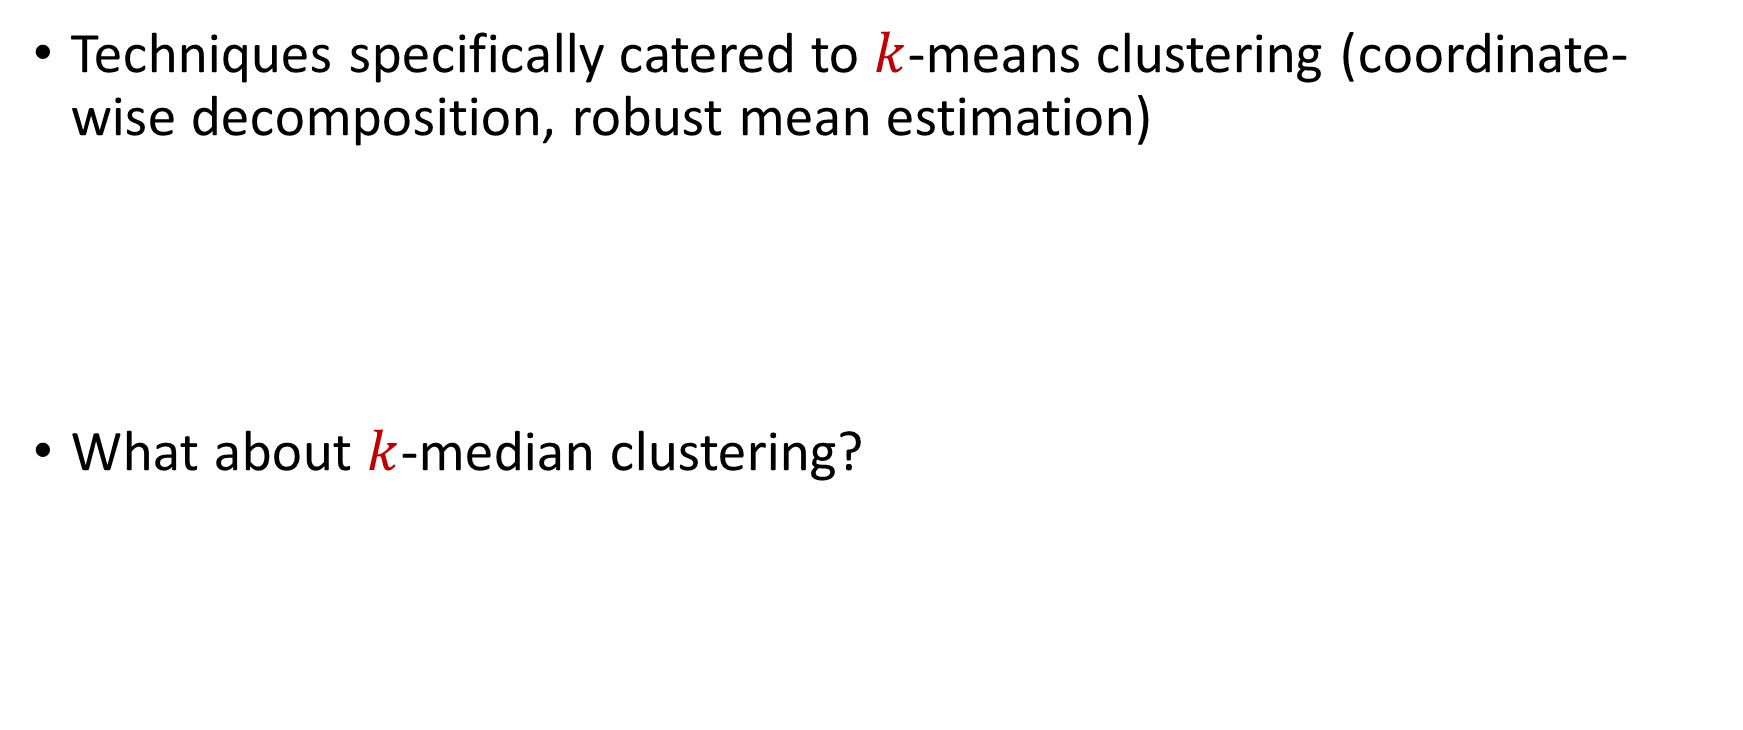 • Techniques specifically catered to k-means clustering (coordinate-
wise decomposition, robust mean estimation)
• What about k-median clustering?